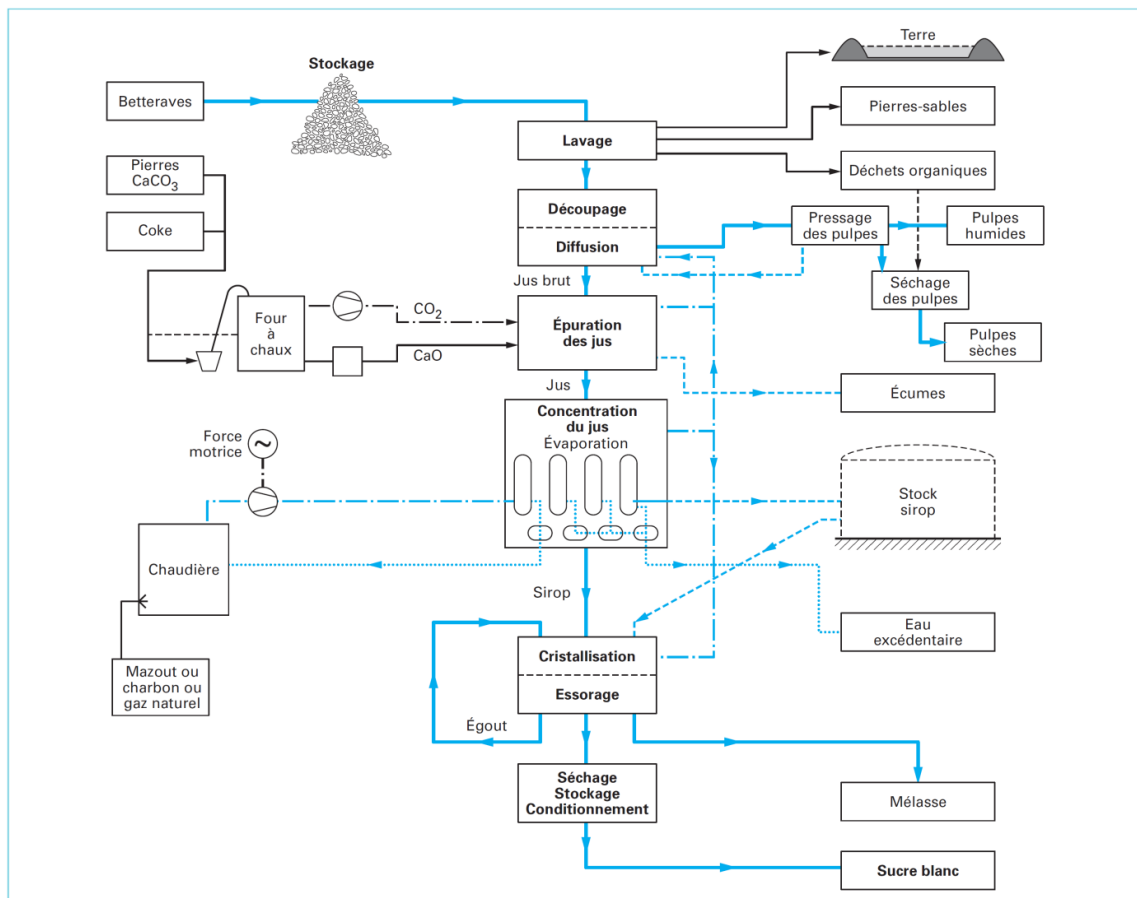 Terre
Stockage
Betteraves
Pierres-sables
Lavage
Pierres
CaCO3
Déchets organiques
Découpage
Coke
Pressage
des pulpes
Pulpes
humides
Diffusion
Jus brut
Séchage
des pulpes
CO2
Four
à
chaux
Épuration
des jus
Pulpes
sèches
CaO
Jus
Écumes
Concentration
du jus
Évaporation
Force
motrice
~
Stock
sirop
Chaudière
Sirop
Eau
excédentaire
Cristallisation
Mazout ou
charbon ou
gaz naturel
Essorage
Égout
Séchage
Stockage
Conditionnement
Mélasse
Sucre blanc